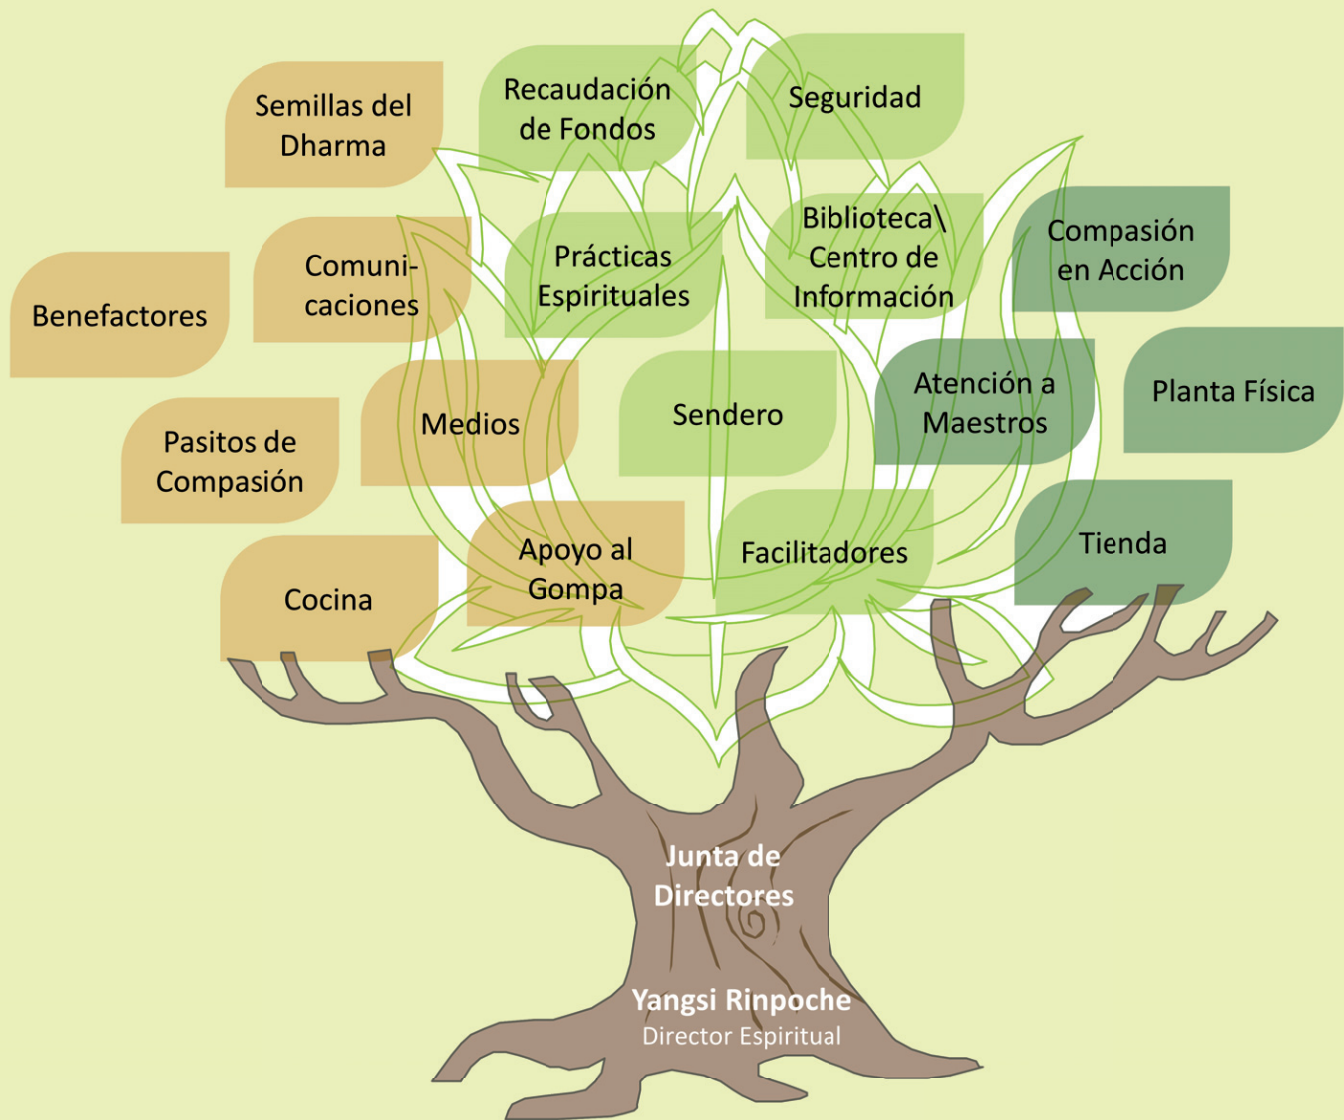 Semillas del
Dharma
Recaudación
de Fondos
Seguridad
Benefactores
Comuni-
caciones
Prácticas
Espirituales
Biblioteca\
Centro de
Información
Compasión
en Acción
Pasitos de
Compasión
Medios
Sendero
Atención a
Maestros
Planta Física
Cocina
Apoyo al
Gompa
Facilitadores
Tienda
Junta de
Directores
Yangsi Rinpoche
Director Espiritual